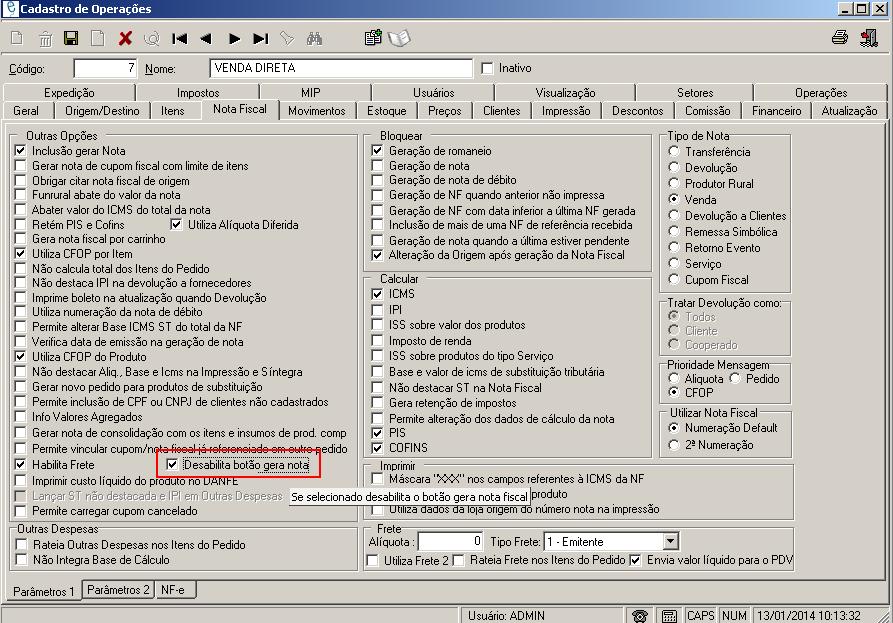 Cadastro de Operações
Código: 7 Nome: VENDA DIRETA Inativo
Expedição Impostos MIP Usuários Visualização Setores Operações
Geral Origem/Destino Itens Nota Fiscal Movimentos Estoque Preços Clientes Impressão Descontos Comissão Financeiro Atualização
Outras Opções
Inclusão gerar Nota
Gerar nota de cupom fiscal com limite de itens
Obrigar citar nota fiscal de origem
Funrural abate do valor da nota
Abater valor do ICMS do total da nota
Retém PIS e Cofins Utiliza Alíquota Diferida
Gera nota fiscal por carrinho
Utiliza CFOP por Item
Não calcula total dos Itens do Pedido
Não destaca IPI na devolução a fornecedores
Imprime boleto na atualização quando Devolução
Utiliza numeração da nota de débito
Permite alterar Base ICMS ST do total da NF
Verifica data de emissão na geração de nota
Utiliza CFOP do Produto
Não destacar Aliq., Base e Icms na Impressão e Síntegra
Gerar novo pedido para produtos de substituição
Permite inclusão de CPF ou CNPJ de clientes não cadastrados
Info Valores Agregados
Gerar nota de consolidação com os itens e insumos de prod. comp
Permite vincular cupom/nota fiscal já referenciado em outro pedido
Habilita Frete Desabilita botão gera nota
Imprimir custo líquido do produto no DANFE
Lançar ST não destacada e IPI em Outras Despesas
Permite carregar cupom cancelado
Outras Despesas
Rateia Outras Despesas nos Itens do Pedido
Não Integra Base de Cálculo
Bloquear
Geração de romaneio
Geração de nota
Geração de nota de débito
Geração de NF quando anterior não impressa
Geração de NF com data inferior a última NF gerada
Inclusão de mais de uma NF de referência recebida
Geração de nota quando a última estiver pendente
Alteração da Origem após geração da Nota Fiscal
Calcular
ICMS
IPI
ISS sobre valor dos produtos
Imposto de renda
ISS sobre produtos do tipo Serviço
Base e valor de icms de substituição tributária
Não destacar ST na Nota Fiscal
Gera retenção de impostos
Permite alteração dos dados de cálculo da nota
PIS
COFINS
Imprimir
Máscara "XXX" nos campos referentes à ICMS da NF
Se selecionado desabilita o botão gera nota fiscal produto
Utiliza dados da loja origem do número nota na impressão
Frete
Alíquota : 0 Tipo Frete: 1 - Emitente
Utiliza Frete 2 Rateia Frete nos Itens do Pedido Envia valor líquido para o PDV
Tipo de Nota
Transferência
Devolução
Produtor Rural
Venda
Devolução a Clientes
Remessa Simbólica
Retorno Evento
Serviço
Cupom Fiscal
Tratar Devolução como:
Todos
Cliente
Cooperado
Prioridade Mensagem
Aliquota Pedido
CFOP
Utilizar Nota Fiscal
Numeração Default
2ª Numeração
Parâmetros 1 Parâmetros 2 NF-e
Usuário: ADMIN CAPS NUM 13/01/2014 10:13:32